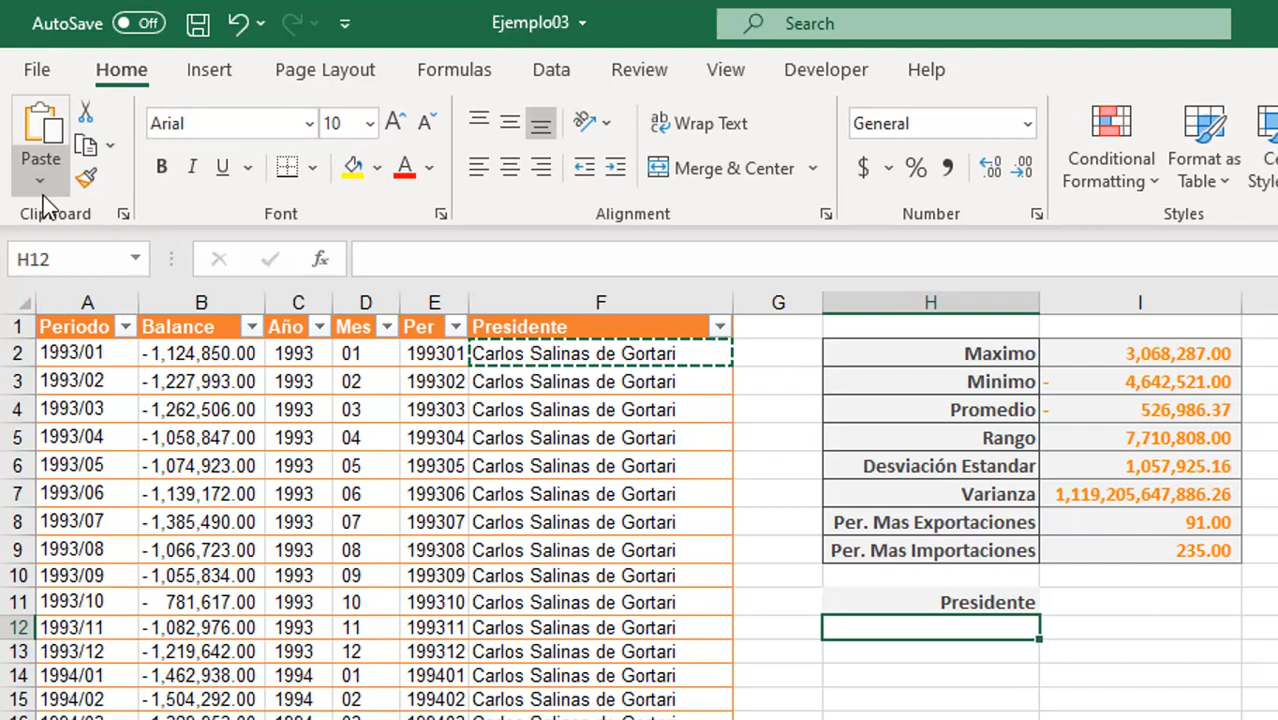 AutoSave Off Ejemplo03 Search
File Home Insert Page Layout Formulas Data Review View Developer Help
Paste Arial 10 Wrap Text General Conditional Formatting Format as Table
B I U Merge & Center $ %
Clipboard Font Alignment Number Styles
H12 fx
A B C D E F G H I
1 Periodo Balance Año Mes Per Presidente
2 1993/01 -1,124,850.00 1993 01 199301 Carlos Salinas de Gortari Maximo 3,068,287.00
3 1993/02 -1,227,993.00 1993 02 199302 Carlos Salinas de Gortari Minimo - 4,642,521.00
4 1993/03 -1,262,506.00 1993 03 199303 Carlos Salinas de Gortari Promedio - 526,986.37
5 1993/04 -1,058,847.00 1993 04 199304 Carlos Salinas de Gortari Rango 7,710,808.00
6 1993/05 -1,074,923.00 1993 05 199305 Carlos Salinas de Gortari Desviación Estandar 1,057,925.16
7 1993/06 -1,139,172.00 1993 06 199306 Carlos Salinas de Gortari Varianza 1,119,205,647,886.26
8 1993/07 -1,385,490.00 1993 07 199307 Carlos Salinas de Gortari Per. Mas Exportaciones 91.00
9 1993/08 -1,066,723.00 1993 08 199308 Carlos Salinas de Gortari Per. Mas Importaciones 235.00
10 1993/09 -1,055,834.00 1993 09 199309 Carlos Salinas de Gortari
11 1993/10 - 781,617.00 1993 10 199310 Carlos Salinas de Gortari Presidente
12 1993/11 -1,082,976.00 1993 11 199311 Carlos Salinas de Gortari
13 1993/12 -1,219,642.00 1993 12 199312 Carlos Salinas de Gortari
14 1994/01 -1,462,938.00 1994 01 199401 Carlos Salinas de Gortari
15 1994/02 -1,504,292.00 1994 02 199402 Carlos Salinas de Gortari